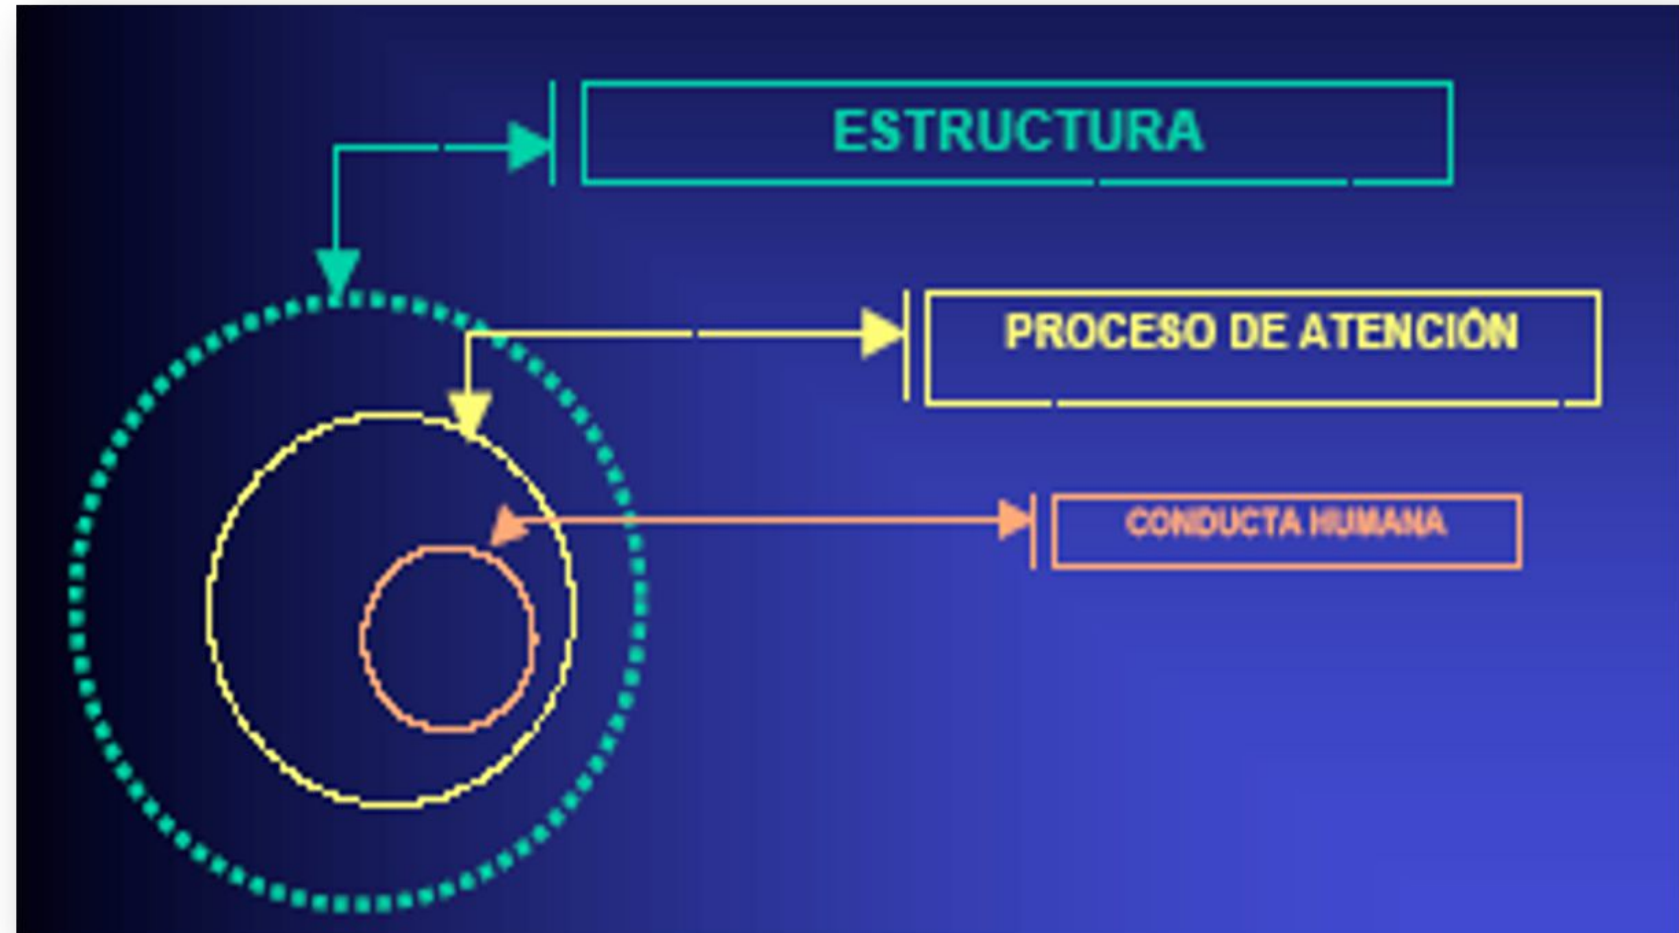 ESTRUCTURA
PROCESO DE ATENCIÓN
CONDUCTA HUMANA